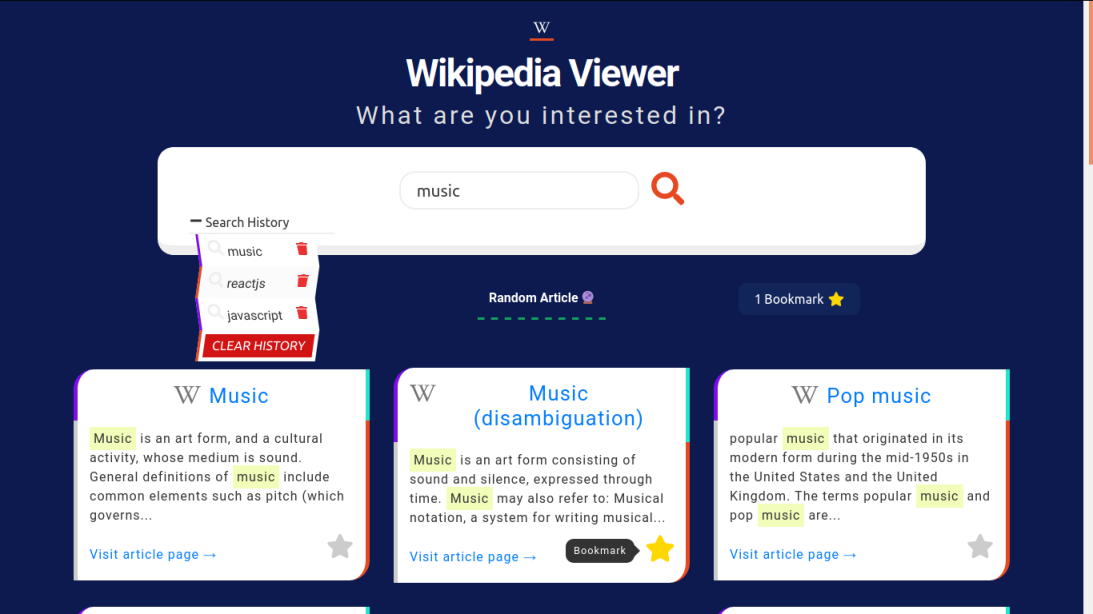 W
Wikipedia Viewer
What are you interested in?
music
Search History
music
reactjs
javascript
CLEAR HISTORY
Random Article
1 Bookmark
W Music
Music is an art form, and a cultural
activity, whose medium is sound.
General definitions of music include
common elements such as pitch (which
governs...
Visit article page →
W Music
(disambiguation)
Music is an art form consisting of
sound and silence, expressed through
time. Music may also refer to: Musical
notation, a system for writing musical...
Visit article page →
Bookmark
W Pop music
popular music that originated in its
modern form during the mid-1950s in
the United States and the United
Kingdom. The terms popular music and
pop music are...
Visit article page →